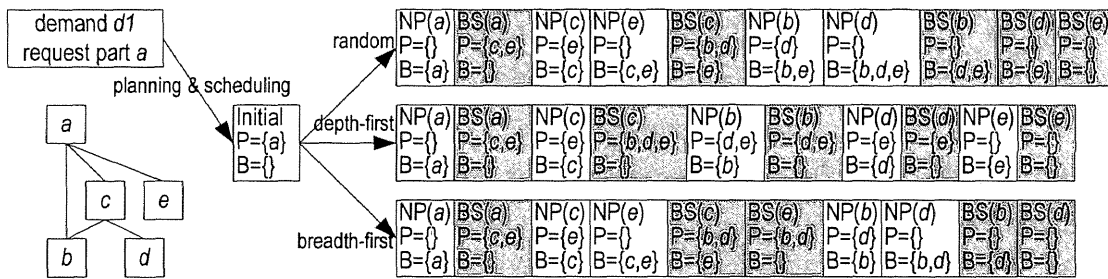 demand d1
request part a
planning & scheduling
Initial
P={a}
B={}
a
c
e
b
d
random
NP(a) BS(a) NP(c) NP(e) BS(c) NP(b) NP(d) BS(b) BS(d) BS(e)
P={} P={c,e} P={e} P={} P={b,d} P={d} P={} P={} P={} P={}
B={a} B={} B={c} B={c,e} B={e} B={b,e} B={b,d,e} B={d,e} B={e} B={}
depth-first
NP(a) BS(a) NP(c) BS(c) NP(b) BS(b) NP(d) BS(d) NP(e) BS(e)
P={} P={c,e} P={e} P={b,d,e} P={d,e} P={d,e} P={e} P={e} P={} P={}
B={a} B={} B={c} B={} B={b} B={} B={d} B={} B={e} B={}
breadth-first
NP(a) BS(a) NP(c) NP(e) BS(c) BS(e) NP(b) NP(d) BS(b) BS(d)
P={} P={c,e} P={e} P={} P={b,d} P={b,d} P={d} P={} P={} P={}
B={a} B={} B={c} B={c,e} B={e} B={} B={b} B={b,d} B={d} B={}